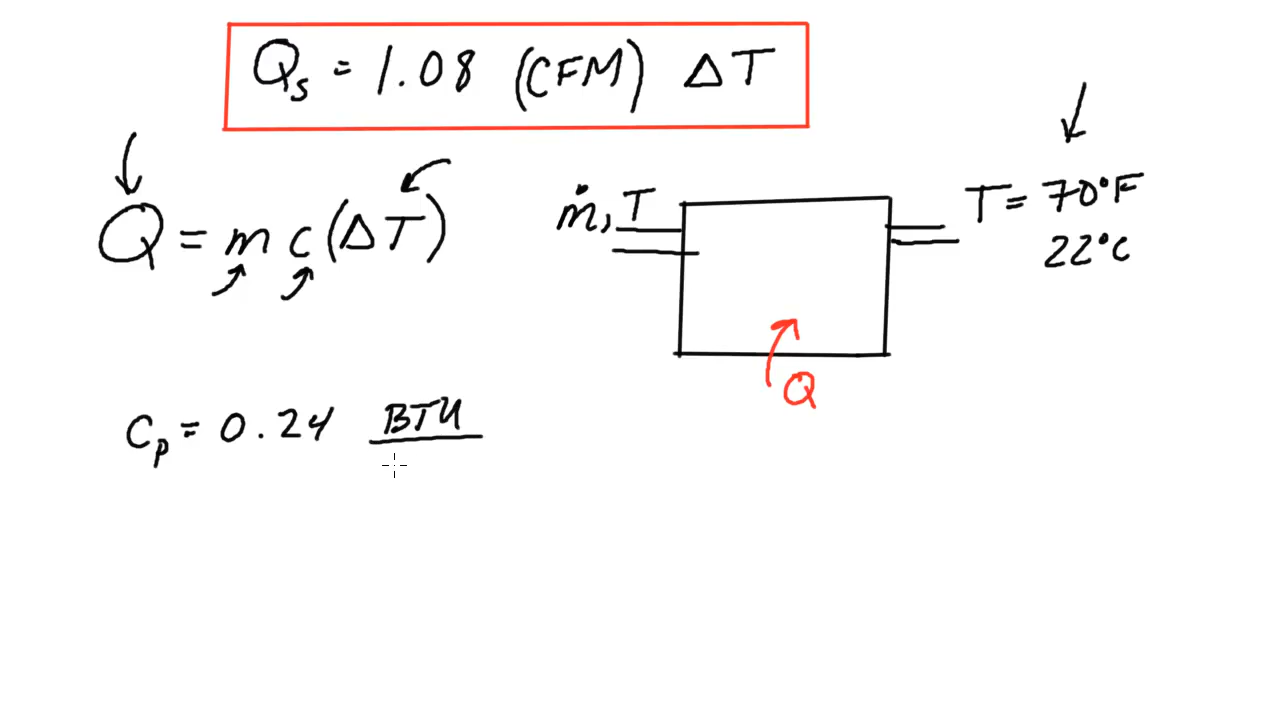 Qs = 1.08 (CFM) ΔT
Q = m c (ΔT)
ṁ, T
T = 70°F
22°C
Q
Cp = 0.24 BTU